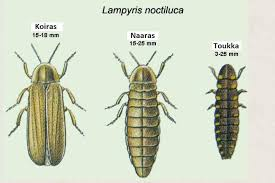 Lampyris noctiluca
Koiras
15-18 mm
Naaras
15-25 mm
Toukka
3-25 mm